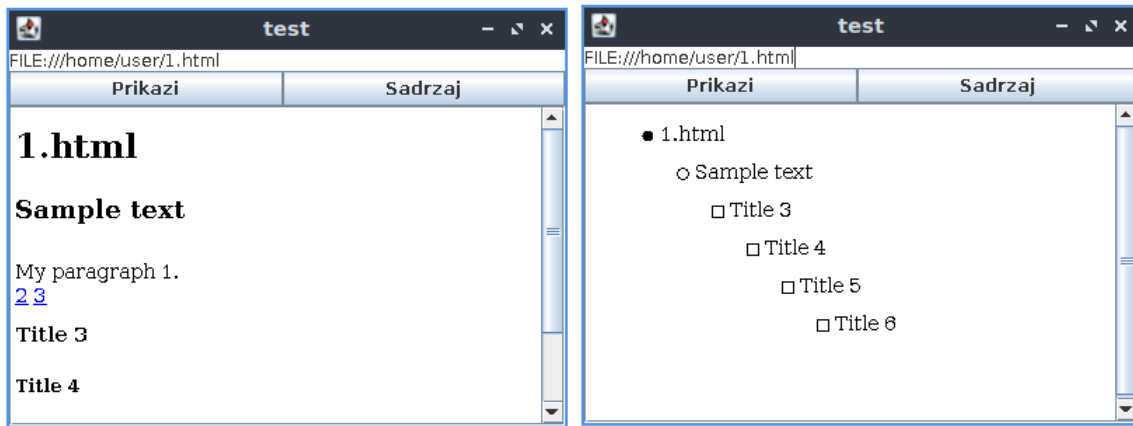 test
FILE:///home/user/1.html
Prikazi Sadrzaj
1.html
Sample text
My paragraph 1.
2 3
Title 3
Title 4
test
FILE:///home/user/1.html
Prikazi Sadrzaj
1.html
Sample text
Title 3
Title 4
Title 5
Title 6